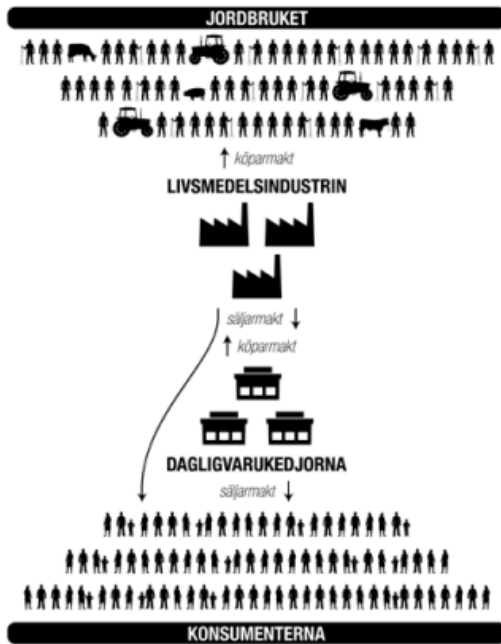 JORDBRUKET
köparmakt
LIVSMEDELSINDUSTRIN
säljarmakt
köparmakt
DAGLIGVARUKEDJORNA
säljarmakt
KONSUMENTERNA